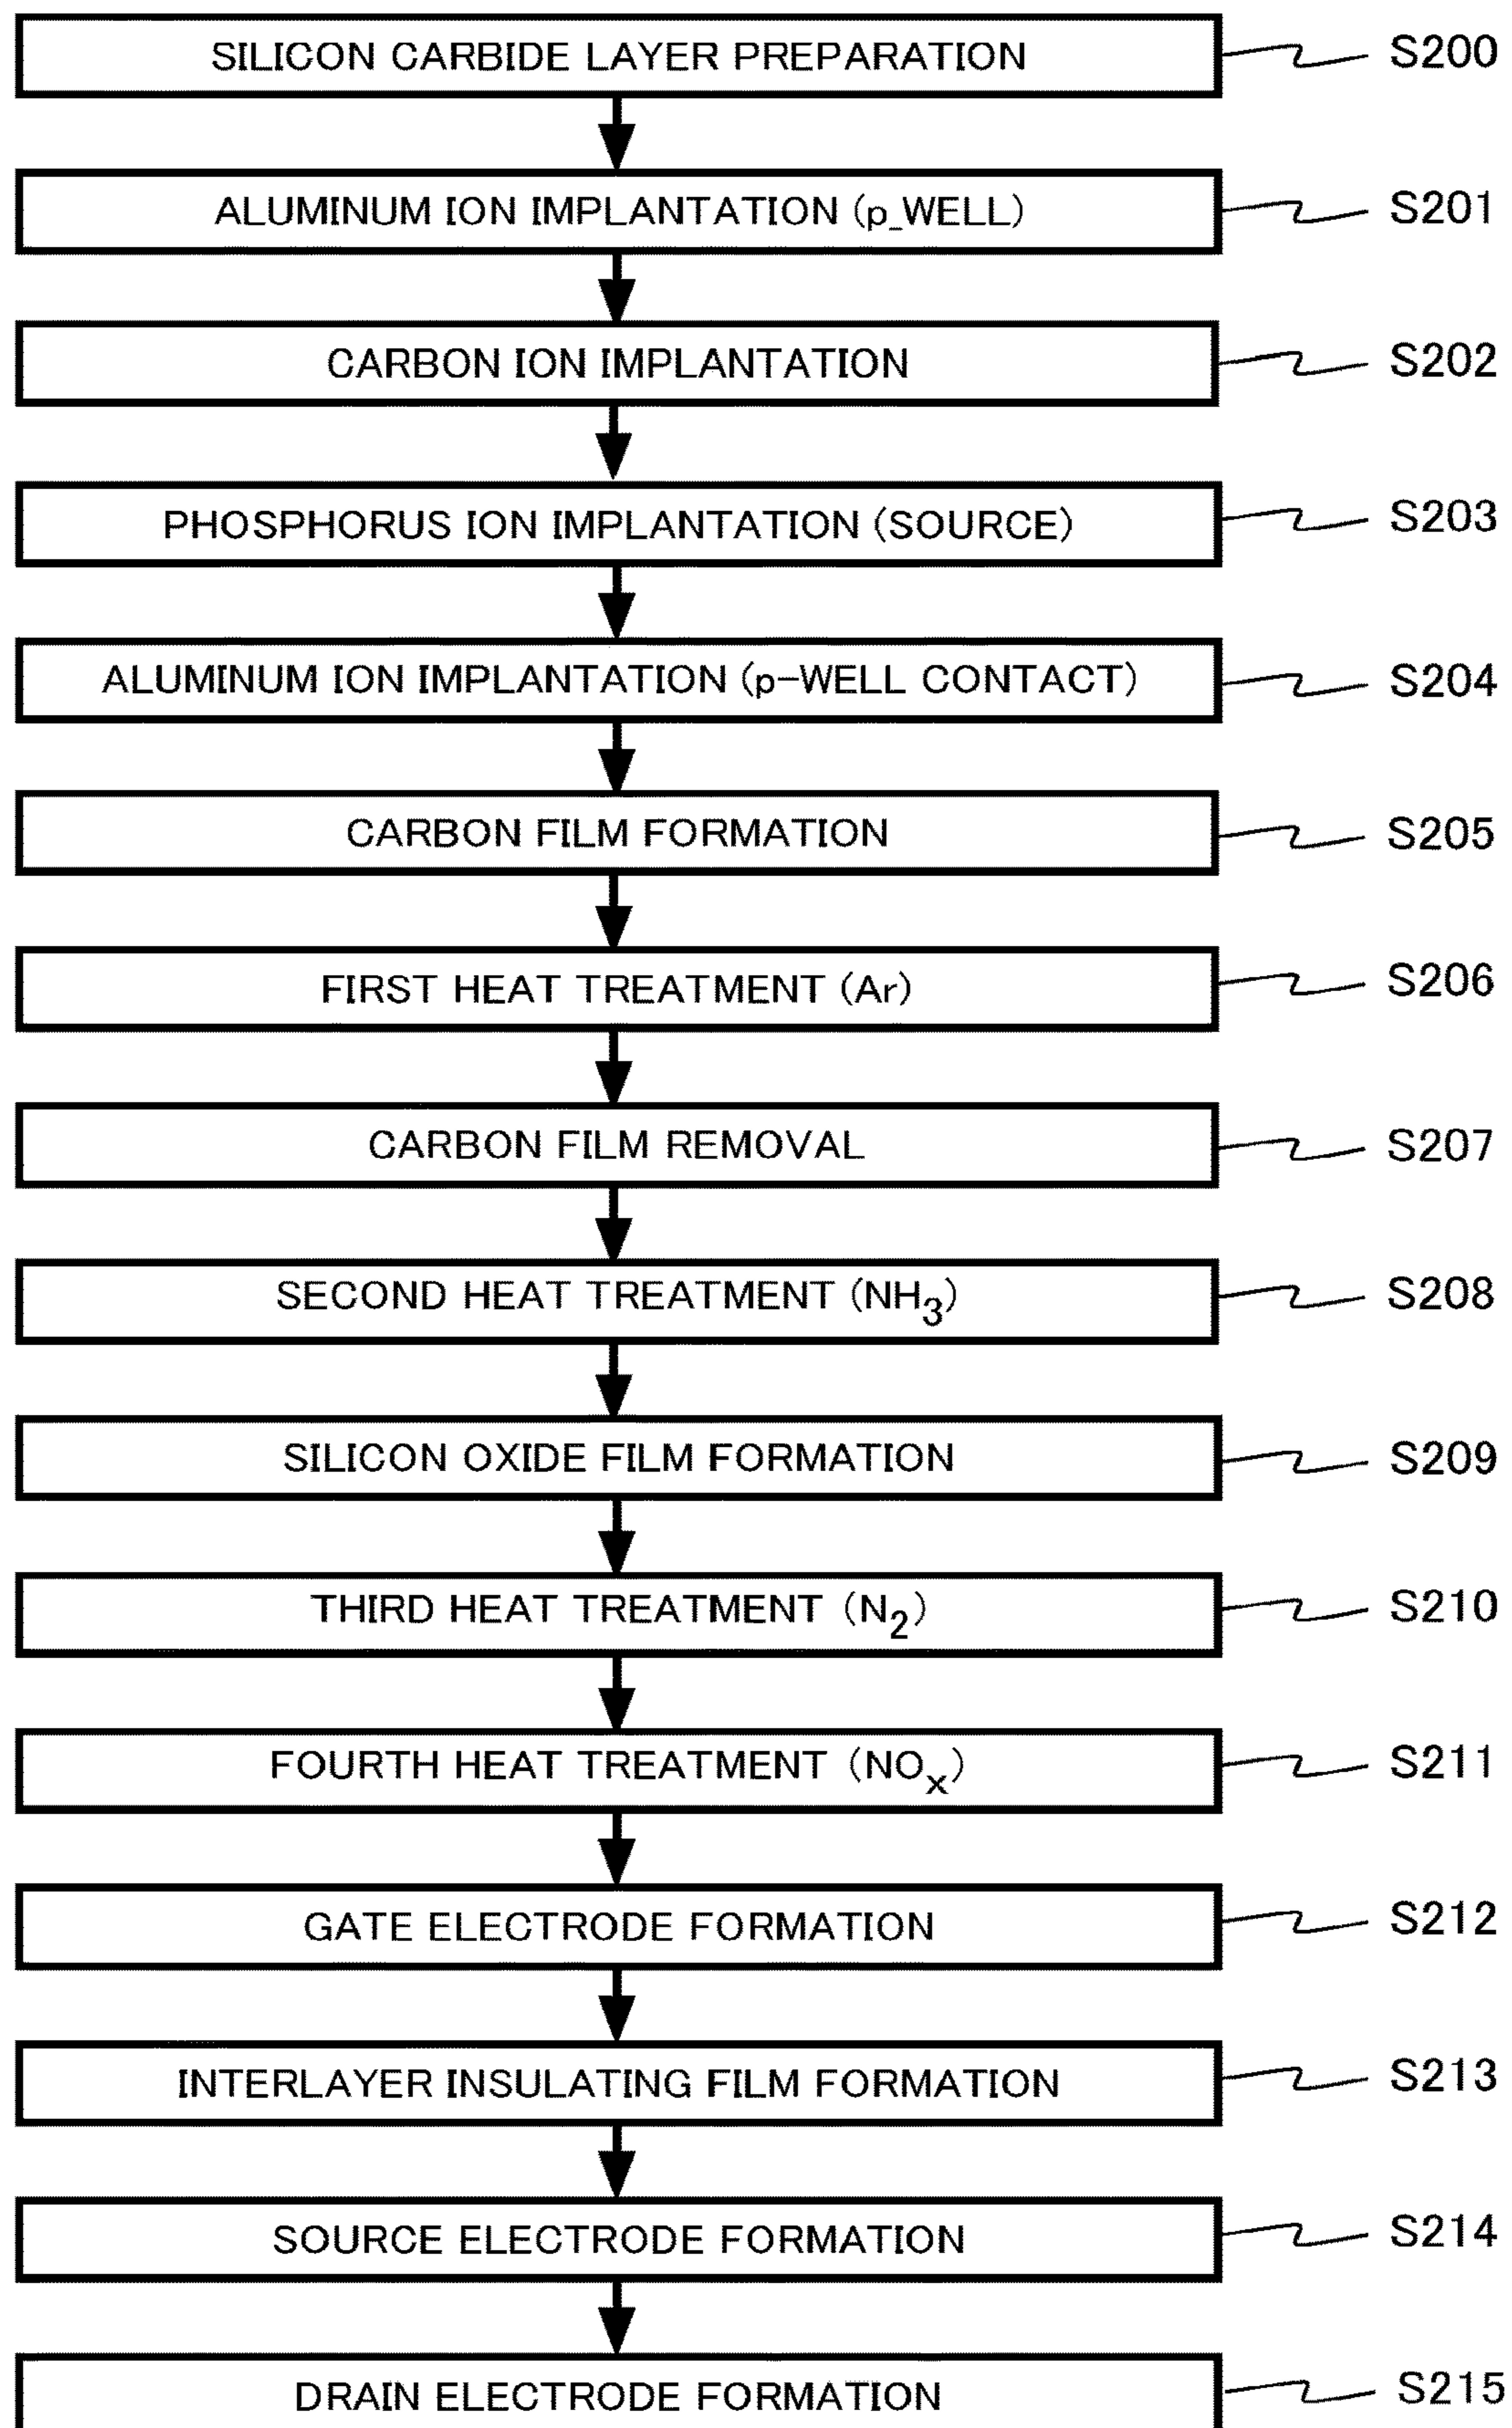 SILICON CARBIDE LAYER PREPARATION S200
ALUMINUM ION IMPLANTATION (p_WELL) S201
CARBON ION IMPLANTATION S202
PHOSPHORUS ION IMPLANTATION (SOURCE) S203
ALUMINUM ION IMPLANTATION (p-WELL CONTACT) S204
CARBON FILM FORMATION S205
FIRST HEAT TREATMENT (Ar) S206
CARBON FILM REMOVAL S207
SECOND HEAT TREATMENT (NH3) S208
SILICON OXIDE FILM FORMATION S209
THIRD HEAT TREATMENT (N2) S210
FOURTH HEAT TREATMENT (NOx) S211
GATE ELECTRODE FORMATION S212
INTERLAYER INSULATING FILM FORMATION S213
SOURCE ELECTRODE FORMATION S214
DRAIN ELECTRODE FORMATION S215